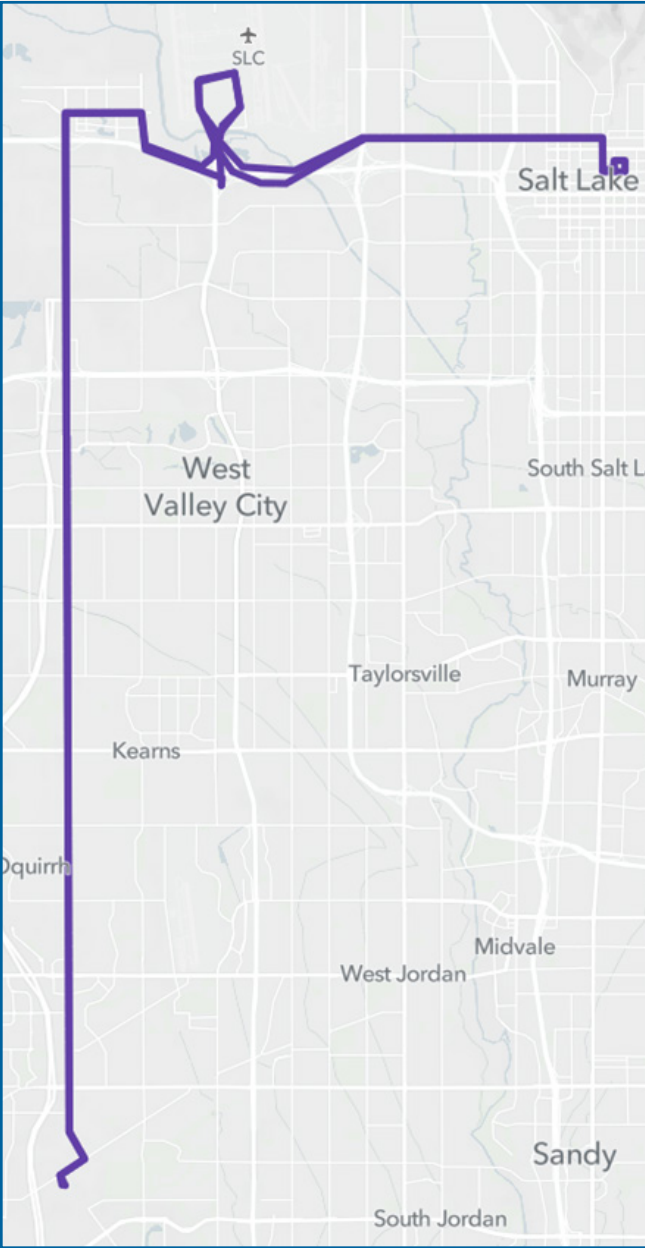 SLC
Salt Lake
West
Valley City
South Salt L
Taylorsville
Murray
Kearns
Oquirrh
Midvale
West Jordan
Sandy
South Jordan